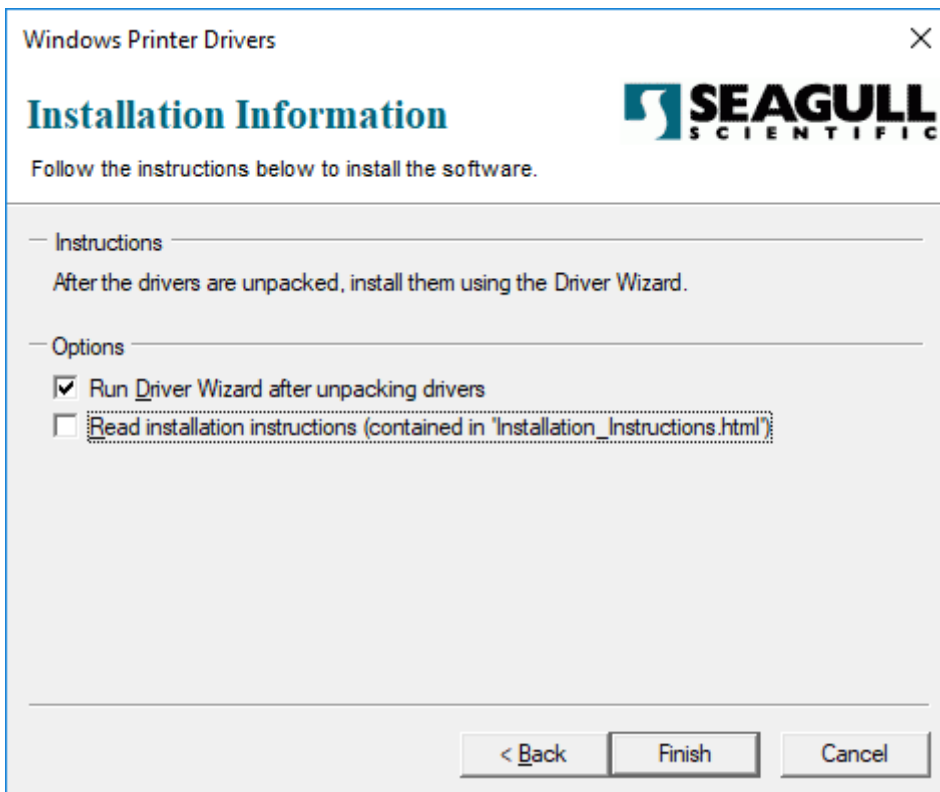 Windows Printer Drivers
Installation Information
SEAGULL
SCIENTIFIC
Follow the instructions below to install the software.
Instructions
After the drivers are unpacked, install them using the Driver Wizard.
Options
Run Driver Wizard after unpacking drivers
Read installation instructions (contained in 'Installation_Instructions.html')
< Back Finish Cancel